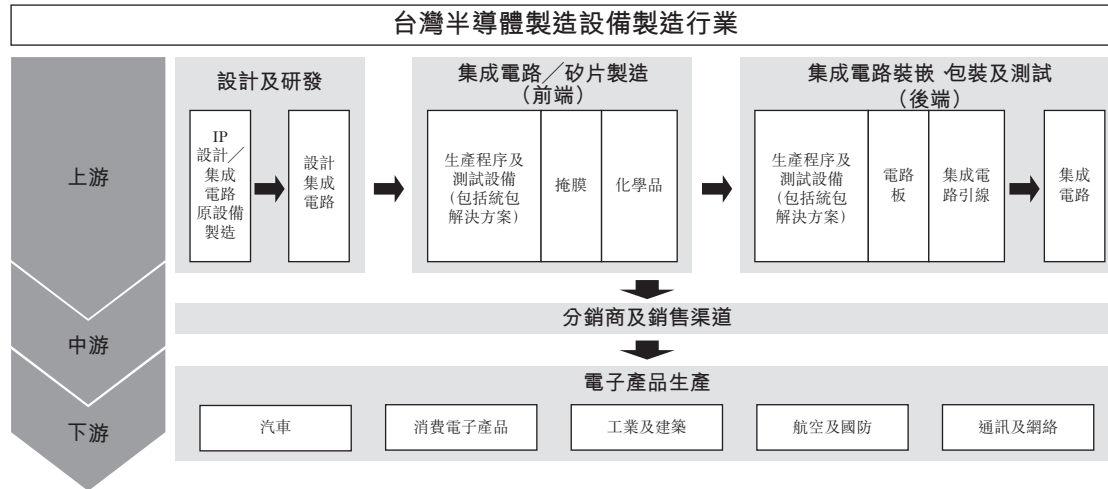 台灣半導體製造設備製造行業
上游
設計及研發
IP
設計／
集成
電路
原設備
製造
設計
集成
電路
集成電路／矽片製造
（前端）
生產程序及
測試設備
(包括統包
解決方案)
掩膜
化學品
集成電路裝嵌、包裝及測試
（後端）
生產程序及
測試設備
(包括統包
解決方案)
電路
板
集成電
路引線
集成
電路
中游
分銷商及銷售渠道
下游
電子產品生產
汽車
消費電子產品
工業及建築
航空及國防
通訊及網絡